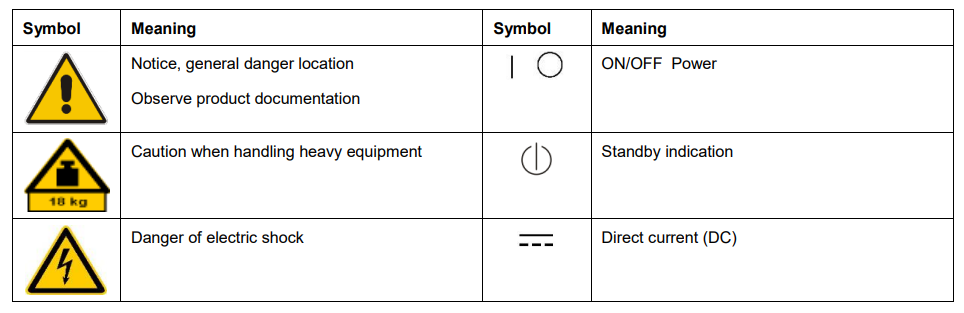 Symbol Meaning Symbol Meaning
Notice, general danger location
Observe product documentation
ON/OFF Power
18 kg
Caution when handling heavy equipment
Standby indication
Danger of electric shock
Direct current (DC)